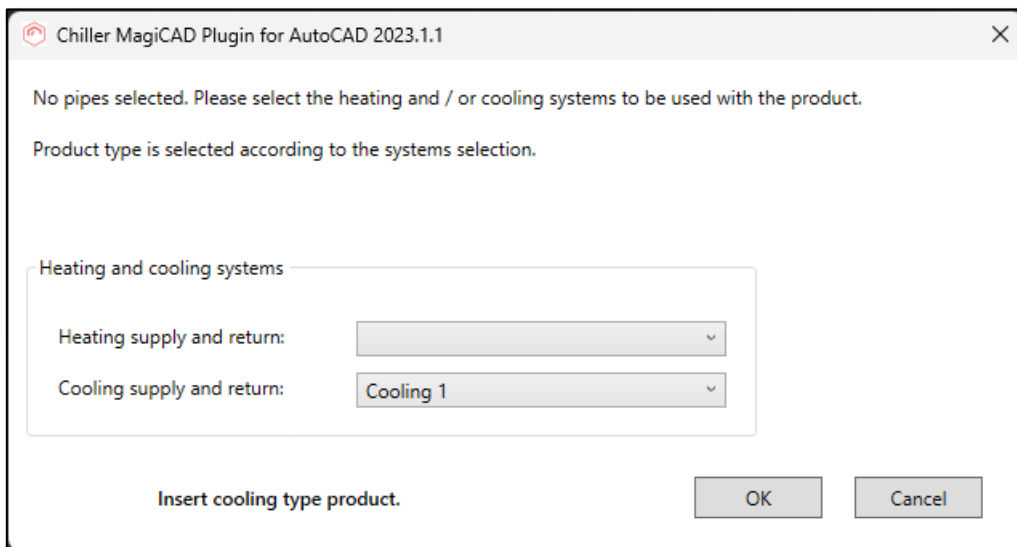 Chiller MagiCAD Plugin for AutoCAD 2023.1.1
No pipes selected. Please select the heating and / or cooling systems to be used with the product.
Product type is selected according to the systems selection.
Heating and cooling systems
Heating supply and return:
Cooling supply and return:
Cooling 1
Insert cooling type product.
OK
Cancel